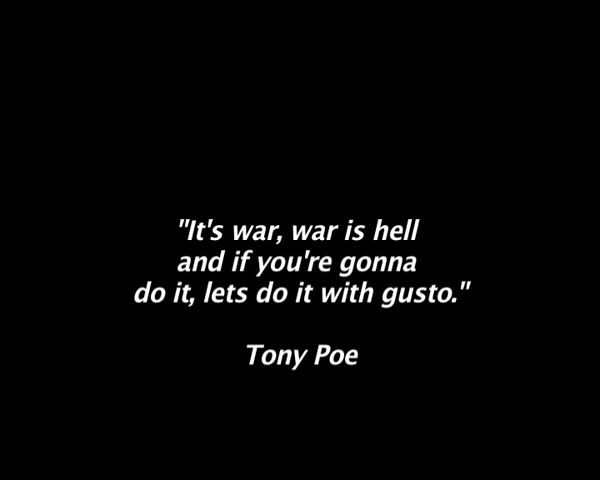 "It's war, war is hell
and if you're gonna
do it, lets do it with gusto."
Tony Poe